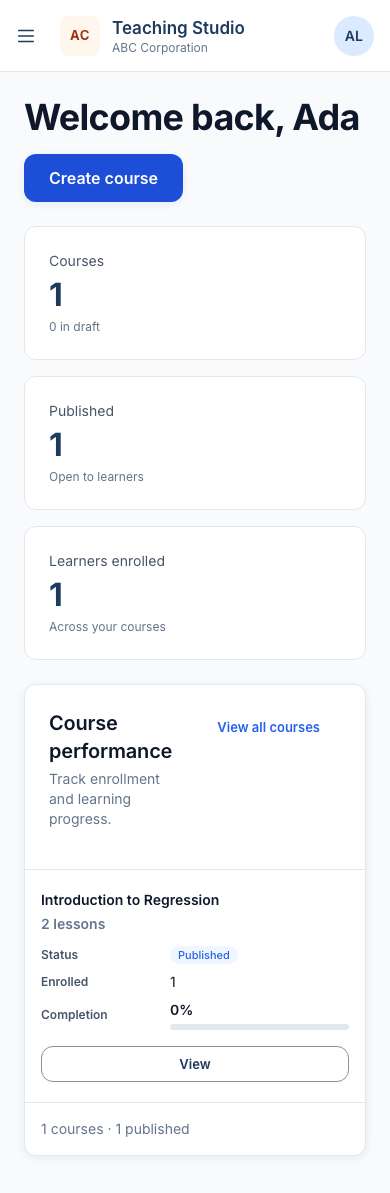 AC
Teaching Studio
ABC Corporation
AL
Welcome back, Ada
Create course
Courses
1
0 in draft
Published
1
Open to learners
Learners enrolled
1
Across your courses
Course
performance
View all courses
Track enrollment
and learning
progress.
Introduction to Regression
2 lessons
Status Published
Enrolled 1
Completion 0%
View
1 courses · 1 published